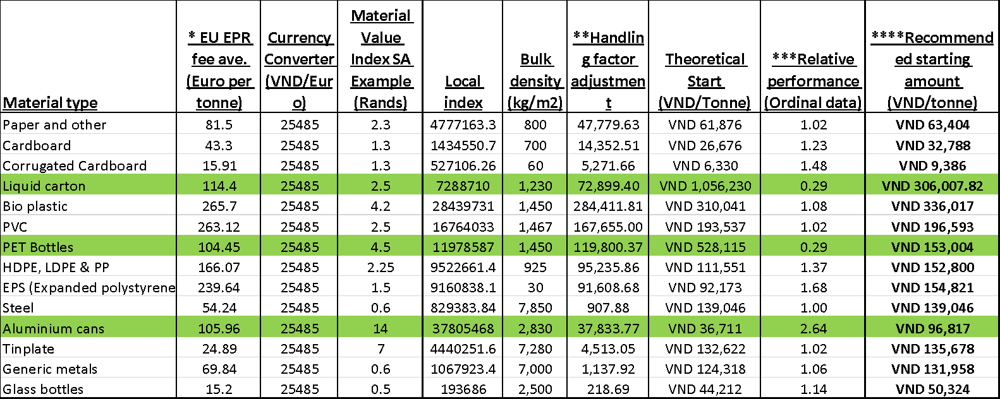 Material type * EU EPR fee ave. (Euro per tonne) Currency Converter (VND/Eur o) Material Value Index SA Example (Rands) Local index Bulk density (kg/m2) **Handlin g factor adjustmen t Theoretical Start (VND/Tonne) ***Relative performance (Ordinal data) ****Recommend ed starting amount (VND/tonne)
Paper and other 81.5 25485 2.3 4777163.3 800 47,779.63 VND 61,876 1.02 VND 63,404
Cardboard 43.3 25485 1.3 1434550.7 700 14,352.51 VND 26,676 1.23 VND 32,788
Corrugated Cardboard 15.91 25485 1.3 527106.26 60 5,271.66 VND 6,330 1.48 VND 9,386
Liquid carton 114.4 25485 2.5 7288710 1,230 72,899.40 VND 1,056,230 0.29 VND 306,007.82
Bio plastic 265.7 25485 4.2 28439731 1,450 284,411.81 VND 310,041 1.08 VND 336,017
PVC 263.12 25485 2.5 16764033 1,467 167,655.00 VND 193,537 1.02 VND 196,593
PET Bottles 104.45 25485 4.5 11978587 1,450 119,800.37 VND 528,115 0.29 VND 153,004
HDPE, LDPE & PP 166.07 25485 2.25 9522661.4 925 95,235.86 VND 111,551 1.37 VND 152,800
EPS (Expanded polystyrene 239.64 25485 1.5 9160838.1 30 91,608.68 VND 92,173 1.68 VND 154,821
Steel 54.24 25485 0.6 829383.84 7,850 907.88 VND 139,046 1.00 VND 139,046
Aluminium cans 105.96 25485 14 37805468 2,830 37,833.77 VND 36,711 2.64 VND 96,817
Tinplate 24.89 25485 7 4440251.6 7,280 4,513.05 VND 132,622 1.02 VND 135,678
Generic metals 69.84 25485 0.6 1067923.4 7,000 1,137.92 VND 124,318 1.06 VND 131,958
Glass bottles 15.2 25485 0.5 193686 2,500 218.69 VND 44,212 1.14 VND 50,324